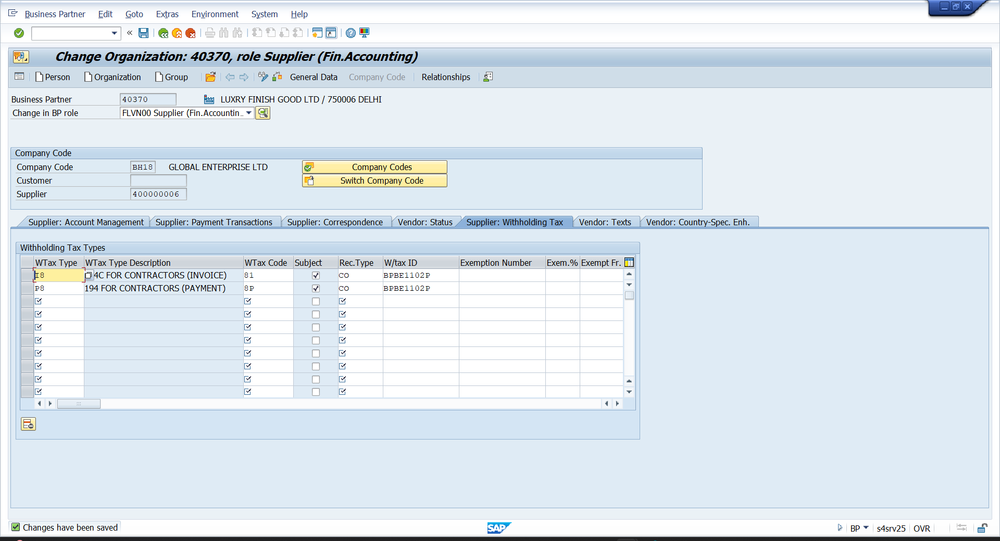 Business Partner Edit Goto Extras Environment System Help
Change Organization: 40370, role Supplier (Fin.Accounting)
Person Organization Group General Data Company Code Relationships
Business Partner 40370 LUXRY FINISH GOOD LTD / 750006 DELHI
Change in BP role FLVN00 Supplier (Fin.Accountin...
Company Code
Company Code BH18 GLOBAL ENTERPRISE LTD Company Codes
Customer Switch Company Code
Supplier 400000006
Supplier: Account Management Supplier: Payment Transactions Supplier: Correspondence Vendor: Status Supplier: Withholding Tax Vendor: Texts Vendor: Country-Spec. Enh.
Withholding Tax Types
WTax Type WTax Type Description WTax Code Subject Rec.Type W/tax ID Exemption Number Exem.% Exempt Fr.
I8 4C FOR CONTRACTORS (INVOICE) 81 CO BPBE1102P
P8 194 FOR CONTRACTORS (PAYMENT) 8P CO BPBE1102P
Changes have been saved SAP BP s4srv25 OVR